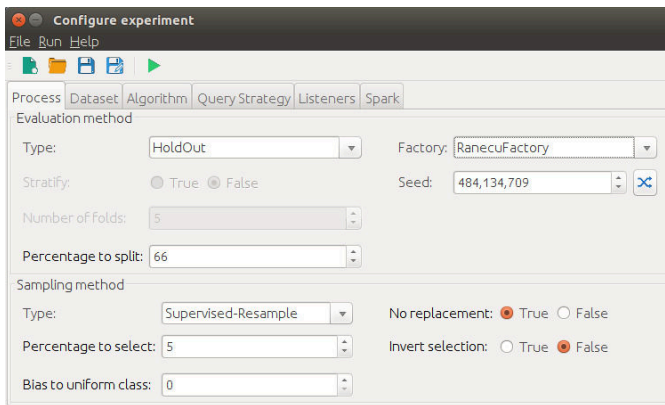 Configure experiment
File Run Help
Process Dataset Algorithm Query Strategy Listeners Spark
Evaluation method
Type: HoldOut Factory: RanecuFactory
Stratify: True False Seed: 484,134,709
Number of folds: 5
Percentage to split: 66
Sampling method
Type: Supervised-Resample No replacement: True False
Percentage to select: 5 Invert selection: True False
Bias to uniform class: 0